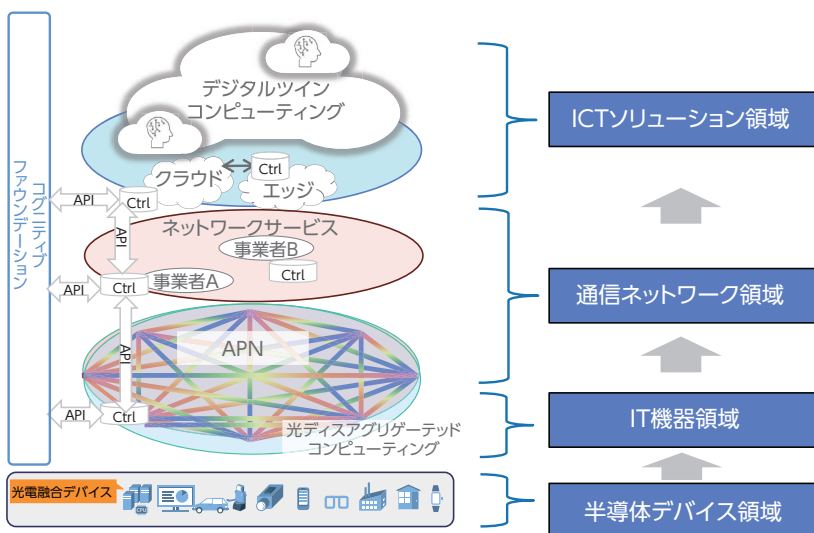 コグニティブ
ファウンデーション
デジタルツイン
コンピューティング
クラウド
Ctrl
エッジ
API
Ctrl
API
ネットワークサービス
事業者B
Ctrl
事業者A
API
Ctrl
API
APN
API
Ctrl
光ディスアグリゲーテッド
コンピューティング
光電融合デバイス
CPU
ICTソリューション領域
通信ネットワーク領域
IT機器領域
半導体デバイス領域